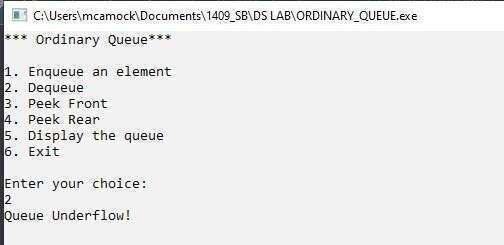 C:\Users\mcamock\Documents\1409_SB\DS LAB\ORDINARY_QUEUE.exe
*** Ordinary Queue***
1. Enqueue an element
2. Dequeue
3. Peek Front
4. Peek Rear
5. Display the queue
6. Exit
Enter your choice:
2
Queue Underflow!